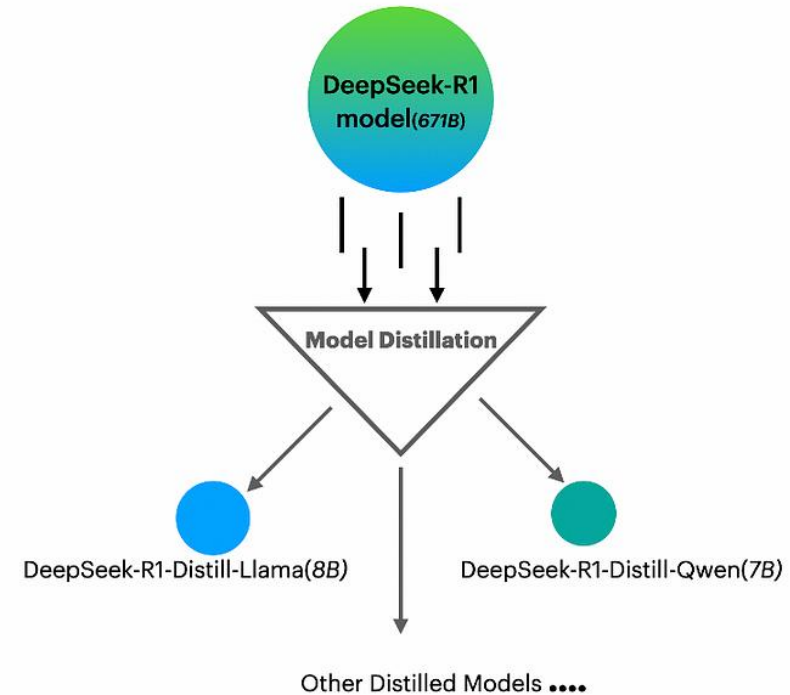 DeepSeek-R1
model(671B)
Model Distillation
DeepSeek-R1-Distill-Llama(8B)
DeepSeek-R1-Distill-Qwen(7B)
Other Distilled Models ....